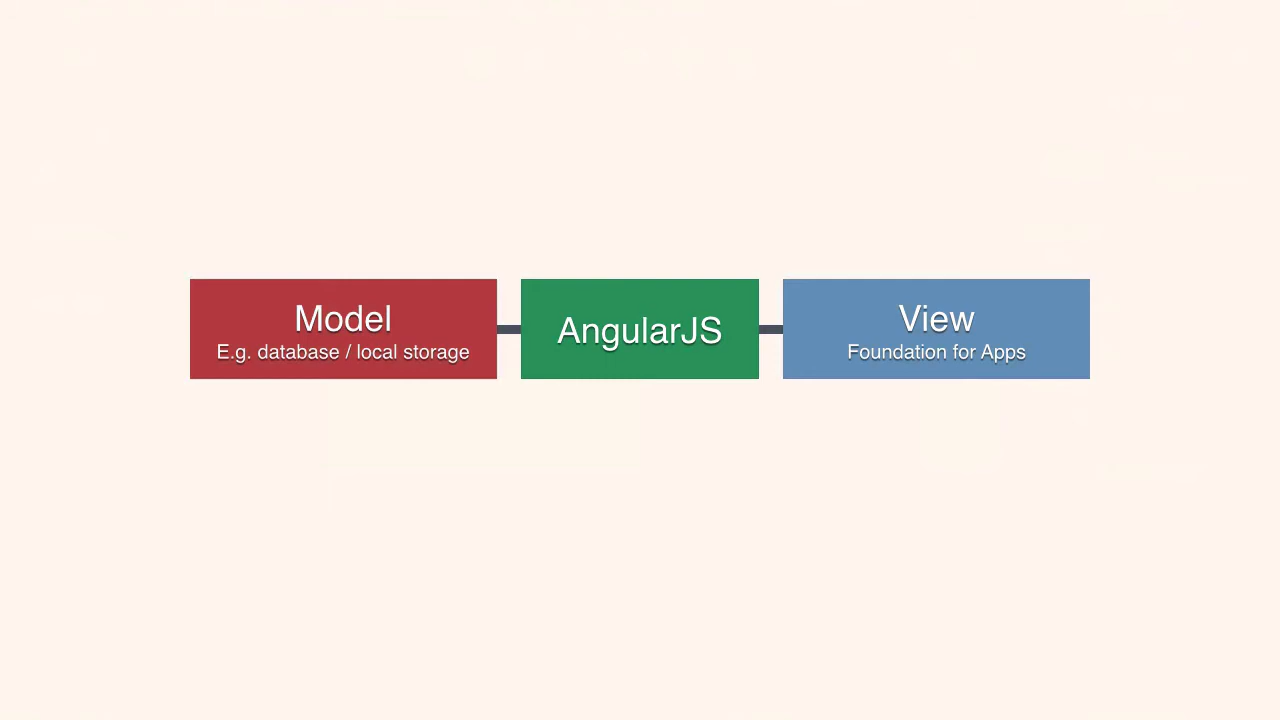 Model
E.g. database / local storage
AngularJS
View
Foundation for Apps